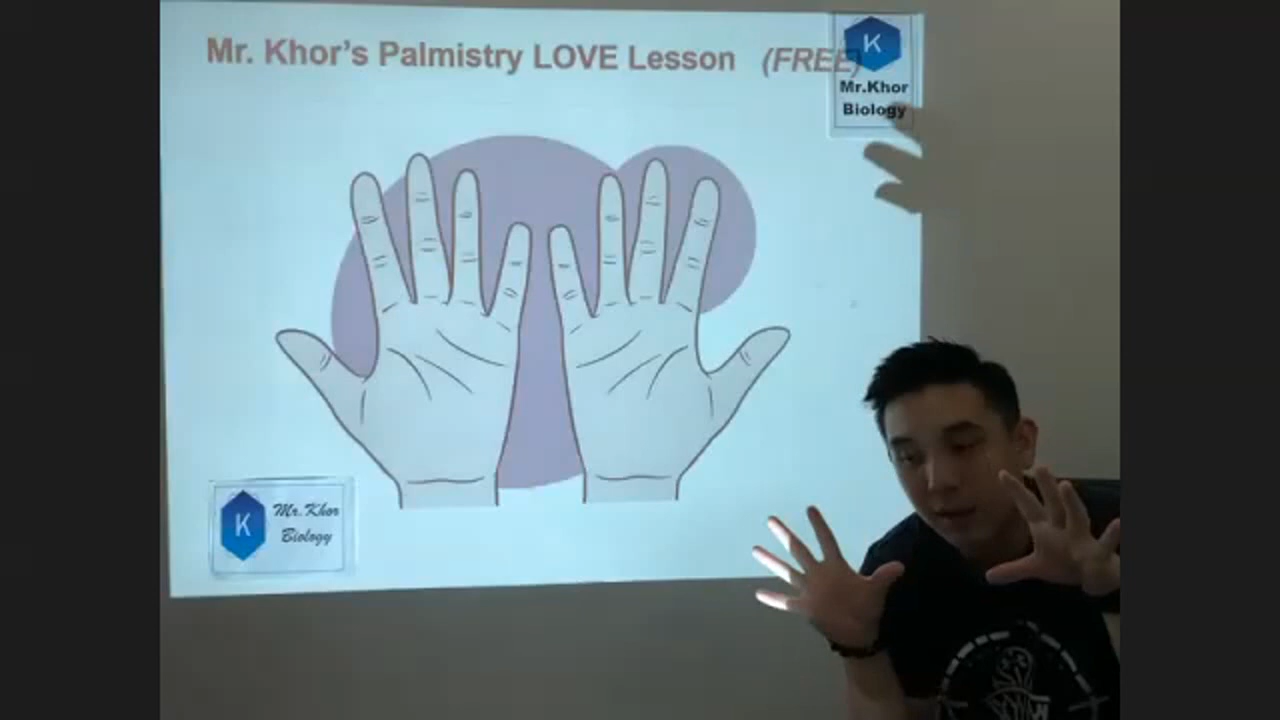 Mr. Khor's Palmistry LOVE Lesson (FREE)
K
Mr.Khor
Biology
K
Mr. Khor
Biology